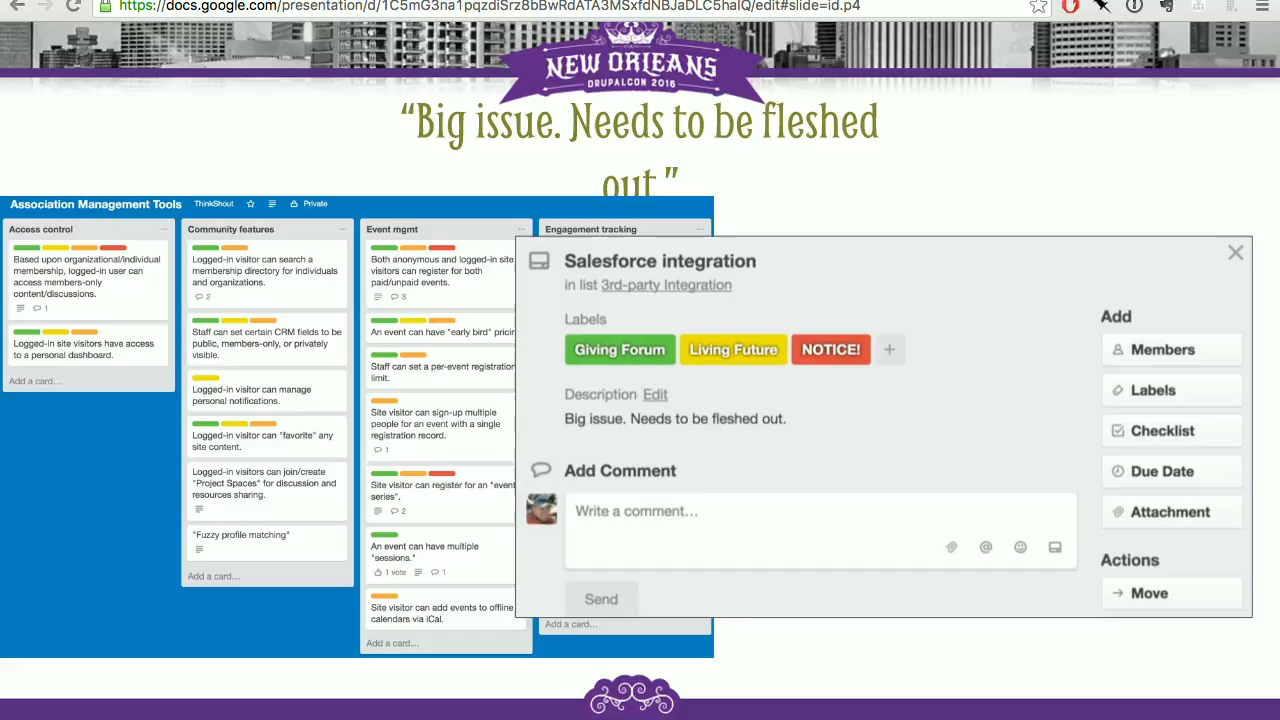 https://docs.google.com/presentation/d/1C5mG3na1pqzdiSrz8bBwRdATA3MSxfdNBJaDLC5haIQ/edit#slide=id.p4
NEW ORLEANS
DRUPALCON 2016
“Big issue. Needs to be fleshed
out.”
Association Management Tools ThinkShout Private
Access control
Based upon organizational/individual
membership, logged-in user can
access members-only
content/discussions.
1
Logged-in site visitors have access
to a personal dashboard.
Add a card...
Community features
Logged-in visitor can search a
membership directory for individuals
and organizations.
2
Staff can set certain CRM fields to be
public, members-only, or privately
visible.
Logged-in visitor can manage
personal notifications.
Logged-in visitor can "favorite" any
site content.
Logged-in visitors can join/create
"Project Spaces" for discussion and
resources sharing.
"Fuzzy profile matching"
Add a card...
Event mgmt
Both anonymous and logged-in site
visitors can register for both
paid/unpaid events.
3
An event can have "early bird" pricin
Staff can set a per-event registration
limit.
Site visitor can sign-up multiple
people for an event with a single
registration record.
1
Site visitor can register for an "event
series".
2
An event can have multiple
"sessions."
1 vote 1
Site visitor can add events to offline
calendars via iCal.
Add a card...
Engagement tracking
Add a card...
Salesforce integration
in list 3rd-party Integration
Labels
Giving Forum Living Future NOTICE! +
Description Edit
Big issue. Needs to be fleshed out.
Add Comment
Write a comment...
Send
Add
Members
Labels
Checklist
Due Date
Attachment
Actions
Move